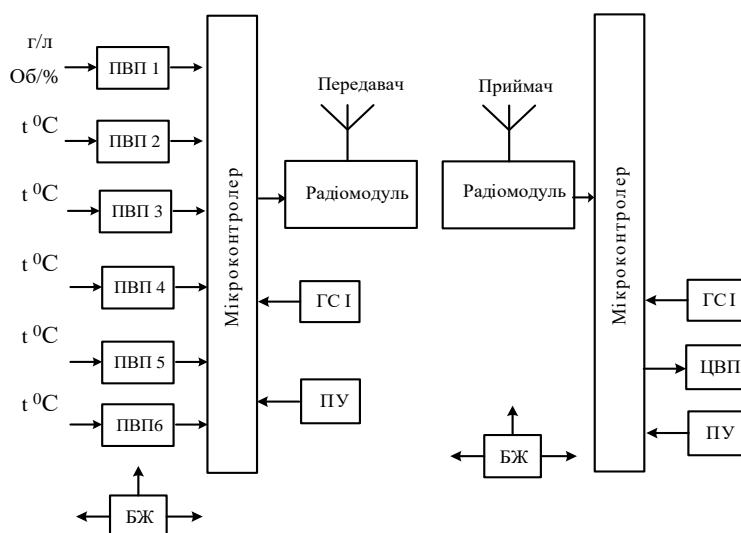 г/л
Об/%
ПВП 1
t ⁰C
ПВП 2
t ⁰C
ПВП 3
t ⁰C
ПВП 4
t ⁰C
ПВП 5
t ⁰C
ПВП6
БЖ
Мікроконтролер
Передавач
Радіомодуль
ГС І
ПУ
Приймач
Радіомодуль
Мікроконтролер
ГС І
ЦВП
ПУ
БЖ